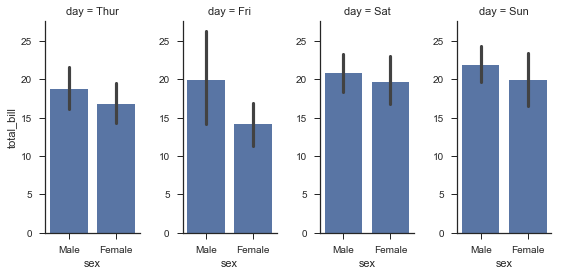 day = Thur
day = Fri
day = Sat
day = Sun
total_bill
25
20
15
10
5
0
25
20
15
10
5
0
25
20
15
10
5
0
25
20
15
10
5
0
Male Female
Male Female
Male Female
Male Female
sex
sex
sex
sex